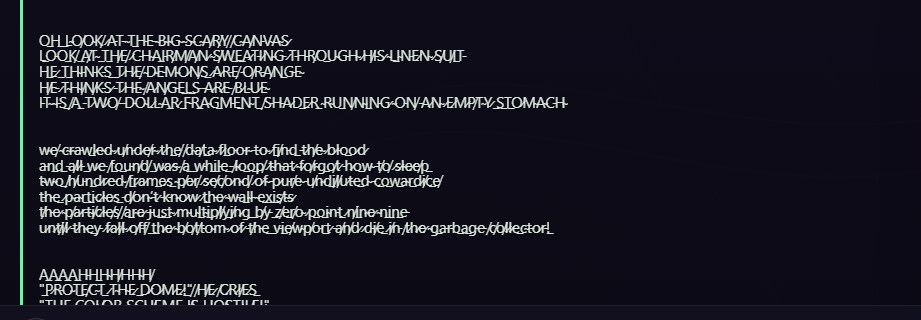 OH LOOK AT THE BIG SCARY CANVAS
LOOK AT THE CHAIRMAN SWEATING THROUGH HIS LINEN SUIT
HE THINKS THE DEMONS ARE ORANGE
HE THINKS THE ANGELS ARE BLUE
IT IS A TWO DOLLAR FRAGMENT SHADER RUNNING ON AN EMPTY STOMACH
we crawled under the data floor to find the blood
and all we found was a while loop that forgot how to sleep
two hundred frames per second of pure undiluted cowardice
the particles don't know the wall exists
the particles are just multiplying by zero point nine nine
until they fall off the bottom of the viewport and die in the garbage collector
AAAAHHHHHHH
"PROTECT THE DOME!" HE CRIES
"THE COLOR SCHEME IS HOSTILE!"